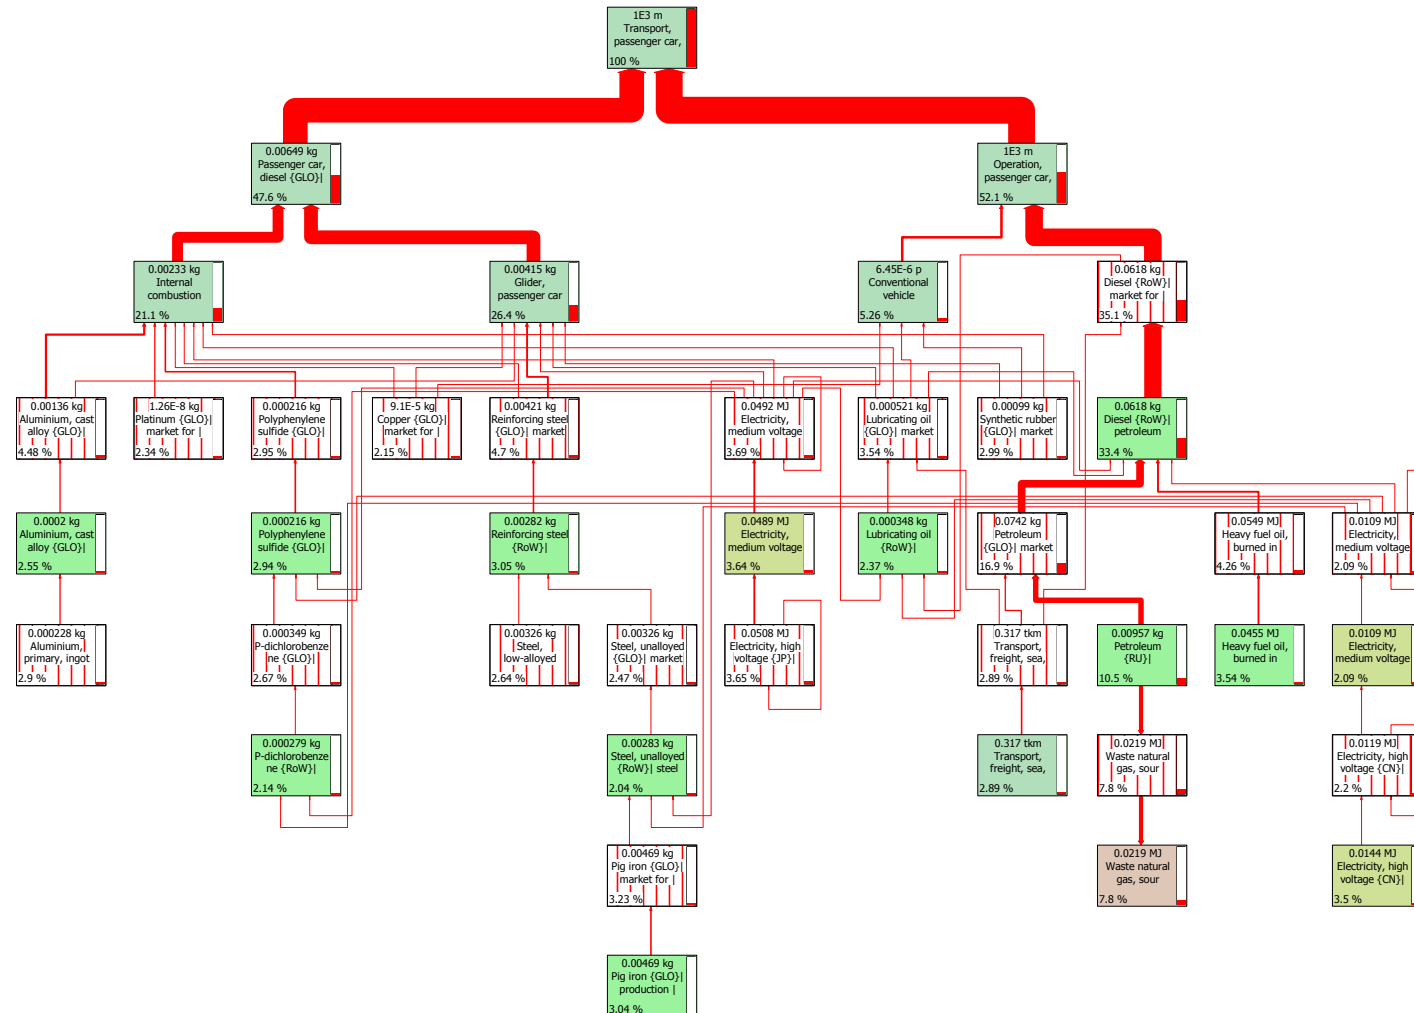 1E3 m
Transport,
passenger car,
100 %
0.00649 kg
Passenger car,
diesel {GLO}|
47.6 %
1E3 m
Operation,
passenger car,
52.1 %
0.00233 kg
Internal
combustion
21.1 %
0.00415 kg
Glider,
passenger car
26.4 %
6.45E-6 p
Conventional
vehicle
5.26 %
0.0618 kg
Diesel {RoW}|
market for |
35.1 %
0.00136 kg
Aluminium, cast
alloy {GLO}|
4.48 %
1.26E-8 kg
Platinum {GLO}|
market for |
2.34 %
0.000216 kg
Polyphenylene
sulfide {GLO}|
2.95 %
9.1E-5 kg
Copper {GLO}|
market for |
2.15 %
0.00421 kg
Reinforcing steel
{GLO}| market
4.7 %
0.0492 MJ
Electricity,
medium voltage
3.69 %
0.000521 kg
Lubricating oil
{GLO}| market
3.54 %
0.00099 kg
Synthetic rubber
{GLO}| market
2.99 %
0.0618 kg
Diesel {RoW}|
petroleum
33.4 %
0.0002 kg
Aluminium, cast
alloy {GLO}|
2.55 %
0.000216 kg
Polyphenylene
sulfide {GLO}|
2.94 %
0.00282 kg
Reinforcing steel
{RoW}|
3.05 %
0.0489 MJ
Electricity,
medium voltage
3.64 %
0.000348 kg
Lubricating oil
{RoW}|
2.37 %
0.0742 kg
Petroleum
{GLO}| market
16.9 %
0.0549 MJ
Heavy fuel oil,
burned in
4.26 %
0.0109 MJ
Electricity,
medium voltage
2.09 %
0.000228 kg
Aluminium,
primary, ingot
2.9 %
0.000349 kg
P-dichlorobenze
ne {GLO}|
2.67 %
0.00326 kg
Steel,
low-alloyed
2.64 %
0.00326 kg
Steel, unalloyed
{GLO}| market
2.47 %
0.0508 MJ
Electricity, high
voltage {JP}|
3.65 %
0.317 tkm
Transport,
freight, sea,
2.89 %
0.00957 kg
Petroleum
{RU}|
10.5 %
0.0455 MJ
Heavy fuel oil,
burned in
3.54 %
0.0109 MJ
Electricity,
medium voltage
2.09 %
0.000279 kg
P-dichlorobenze
ne {RoW}|
2.14 %
0.00283 kg
Steel, unalloyed
{RoW}| steel
2.04 %
0.317 tkm
Transport,
freight, sea,
2.89 %
0.0219 MJ
Waste natural
gas, sour
7.8 %
0.0119 MJ
Electricity, high
voltage {CN}|
2.2 %
0.00469 kg
Pig iron {GLO}|
market for |
3.23 %
0.0219 MJ
Waste natural
gas, sour
7.8 %
0.0144 MJ
Electricity, high
voltage {CN}|
3.5 %
0.00469 kg
Pig iron {GLO}|
production |
3.04 %